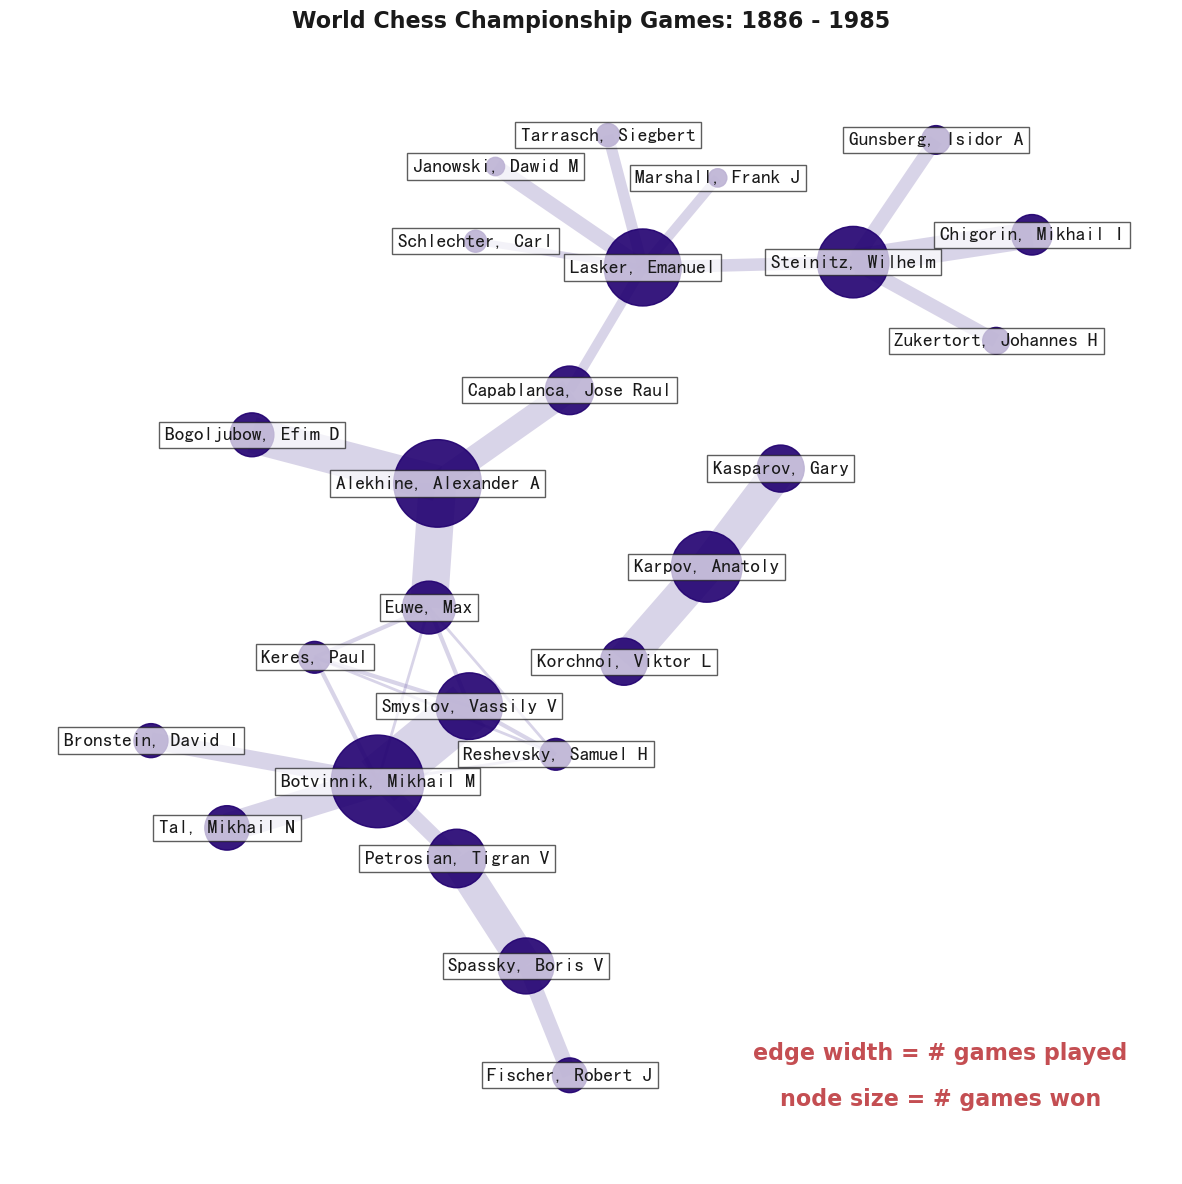 World Chess Championship Games: 1886 - 1985
Tarrasch, Siegbert
Gunsberg, Isidor A
Janowski, Dawid M
Marshall, Frank J
Chigorin, Mikhail I
Schlechter, Carl
Steinitz, Wilhelm
Lasker, Emanuel
Zukertort, Johannes H
Capablanca, Jose Raul
Bogoljubow, Efim D
Kasparov, Gary
Alekhine, Alexander A
Karpov, Anatoly
Euwe, Max
Keres, Paul
Korchnoi, Viktor L
Smyslov, Vassily V
Bronstein, David I
Reshevsky, Samuel H
Botvinnik, Mikhail M
Tal, Mikhail N
Petrosian, Tigran V
Spassky, Boris V
edge width = # games played
Fischer, Robert J
node size = # games won